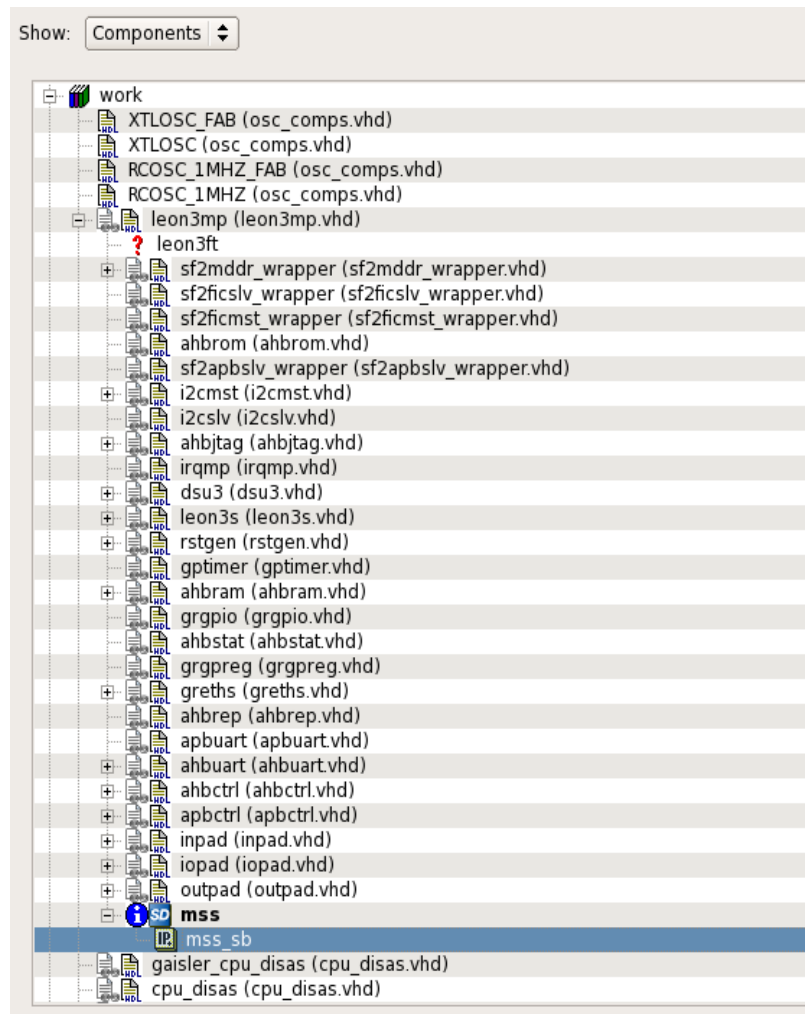 Show: Components
work
XTLOSC_FAB (osc_comps.vhd)
XTLOSC (osc_comps.vhd)
RCOSC_1MHZ_FAB (osc_comps.vhd)
RCOSC_1MHZ (osc_comps.vhd)
leon3mp (leon3mp.vhd)
? leon3ft
sf2mddr_wrapper (sf2mddr_wrapper.vhd)
sf2ficslv_wrapper (sf2ficslv_wrapper.vhd)
sf2ficmst_wrapper (sf2ficmst_wrapper.vhd)
ahbrom (ahbrom.vhd)
sf2apbslv_wrapper (sf2apbslv_wrapper.vhd)
i2cmst (i2cmst.vhd)
i2cslv (i2cslv.vhd)
ahbjtag (ahbjtag.vhd)
irqmp (irqmp.vhd)
dsu3 (dsu3.vhd)
leon3s (leon3s.vhd)
rstgen (rstgen.vhd)
gptimer (gptimer.vhd)
ahbram (ahbram.vhd)
grgpio (grgpio.vhd)
ahbstat (ahbstat.vhd)
grgpreg (grgpreg.vhd)
greths (greths.vhd)
ahbrep (ahbrep.vhd)
apbuart (apbuart.vhd)
ahbuart (ahbuart.vhd)
ahbctrl (ahbctrl.vhd)
apbctrl (apbctrl.vhd)
inpad (inpad.vhd)
iopad (iopad.vhd)
outpad (outpad.vhd)
i SD mss
IP mss_sb
gaisler_cpu_disas (cpu_disas.vhd)
cpu_disas (cpu_disas.vhd)